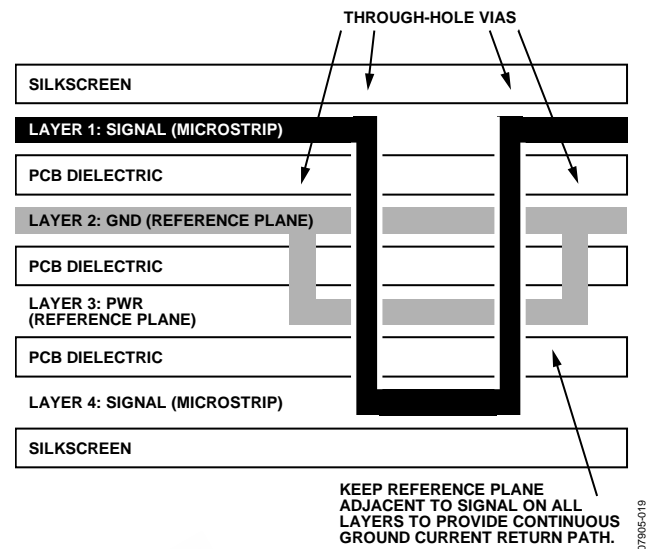 THROUGH-HOLE VIAS
SILKSCREEN
LAYER 1: SIGNAL (MICROSTRIP)
PCB DIELECTRIC
LAYER 2: GND (REFERENCE PLANE)
PCB DIELECTRIC
LAYER 3: PWR
(REFERENCE PLANE)
PCB DIELECTRIC
LAYER 4: SIGNAL (MICROSTRIP)
SILKSCREEN
KEEP REFERENCE PLANE
ADJACENT TO SIGNAL ON ALL
LAYERS TO PROVIDE CONTINUOUS
GROUND CURRENT RETURN PATH.
07905-019